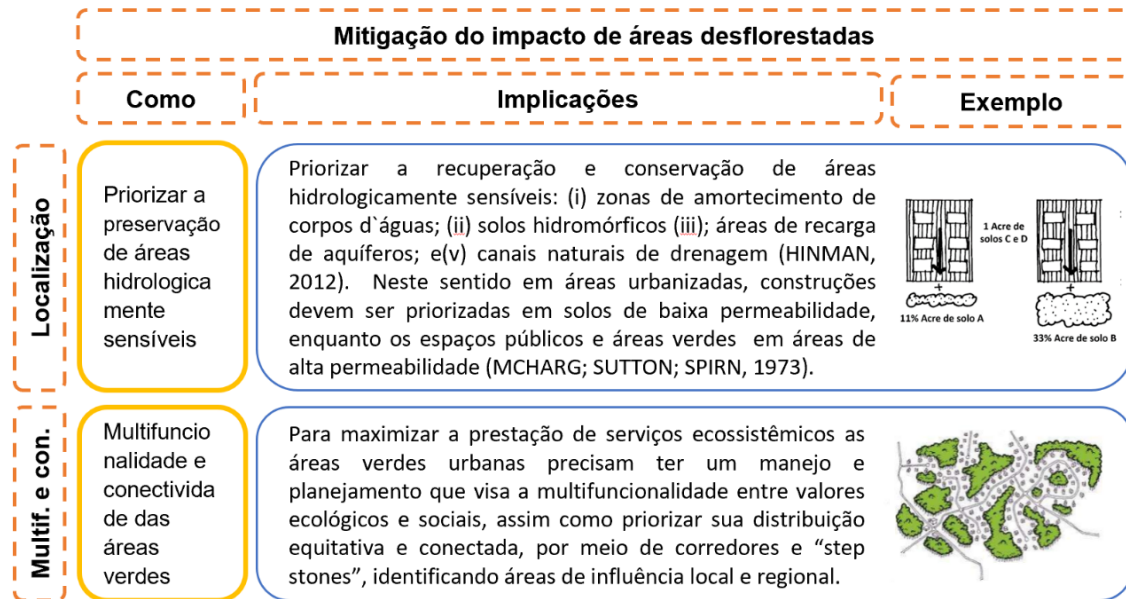 Mitigação do impacto de áreas desflorestadas
Como
Implicações
Exemplo
Localização
Priorizar a
preservação
de áreas
hidrologica
mente
sensíveis
Priorizar a recuperação e conservação de áreas
hidrologicamente sensíveis: (i) zonas de amortecimento de
corpos d`águas; (ii) solos hidromórficos (iii); áreas de recarga
de aquíferos; e(v) canais naturais de drenagem (HINMAN,
2012). Neste sentido em áreas urbanizadas, construções
devem ser priorizadas em solos de baixa permeabilidade,
enquanto os espaços públicos e áreas verdes em áreas de
alta permeabilidade (MCHARG; SUTTON; SPIRN, 1973).
1 Acre de
solos C e D
+
+
11% Acre de solo A
33% Acre de solo B
Multif. e con.
Multifuncio
nalidade e
conectivida
de das
áreas
verdes
Para maximizar a prestação de serviços ecossistêmicos as
áreas verdes urbanas precisam ter um manejo e
planejamento que visa a multifuncionalidade entre valores
ecológicos e sociais, assim como priorizar sua distribuição
equitativa e conectada, por meio de corredores e “step
stones”, identificando áreas de influência local e regional.